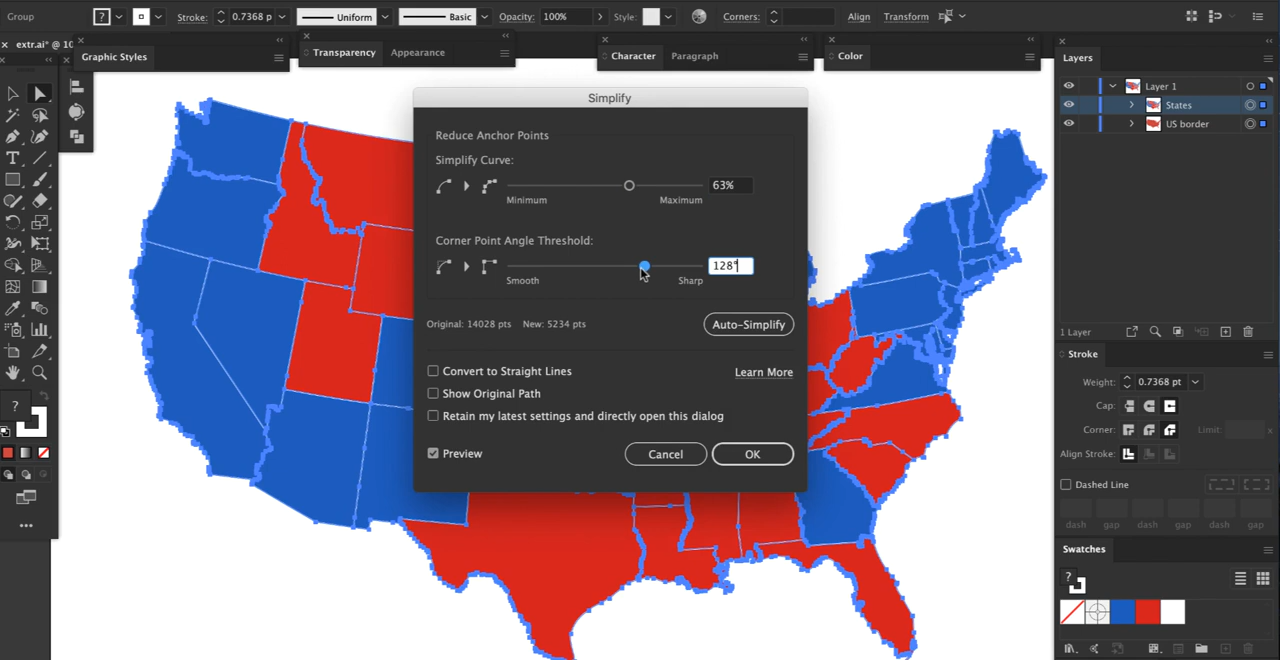 Group
?
Stroke:
0.7368 p
Uniform
Basic
Opacity:
100%
Style:
Corners:
Align
Transform
extr.ai* @ 10
Graphic Styles
Transparency
Appearance
Character
Paragraph
Color
Layers
Layer 1
States
US border
Simplify
Reduce Anchor Points
Simplify Curve:
63%
Minimum
Maximum
Corner Point Angle Threshold:
128°
Smooth
Sharp
Original: 14028 pts
New: 5234 pts
Auto-Simplify
Convert to Straight Lines
Learn More
Show Original Path
Retain my latest settings and directly open this dialog
Preview
Cancel
OK
T
?
1 Layer
Stroke
Weight:
0.7368 pt
Cap:
Corner:
Limit:
x
Align Stroke:
Dashed Line
dash
gap
dash
gap
dash
gap
Swatches
?